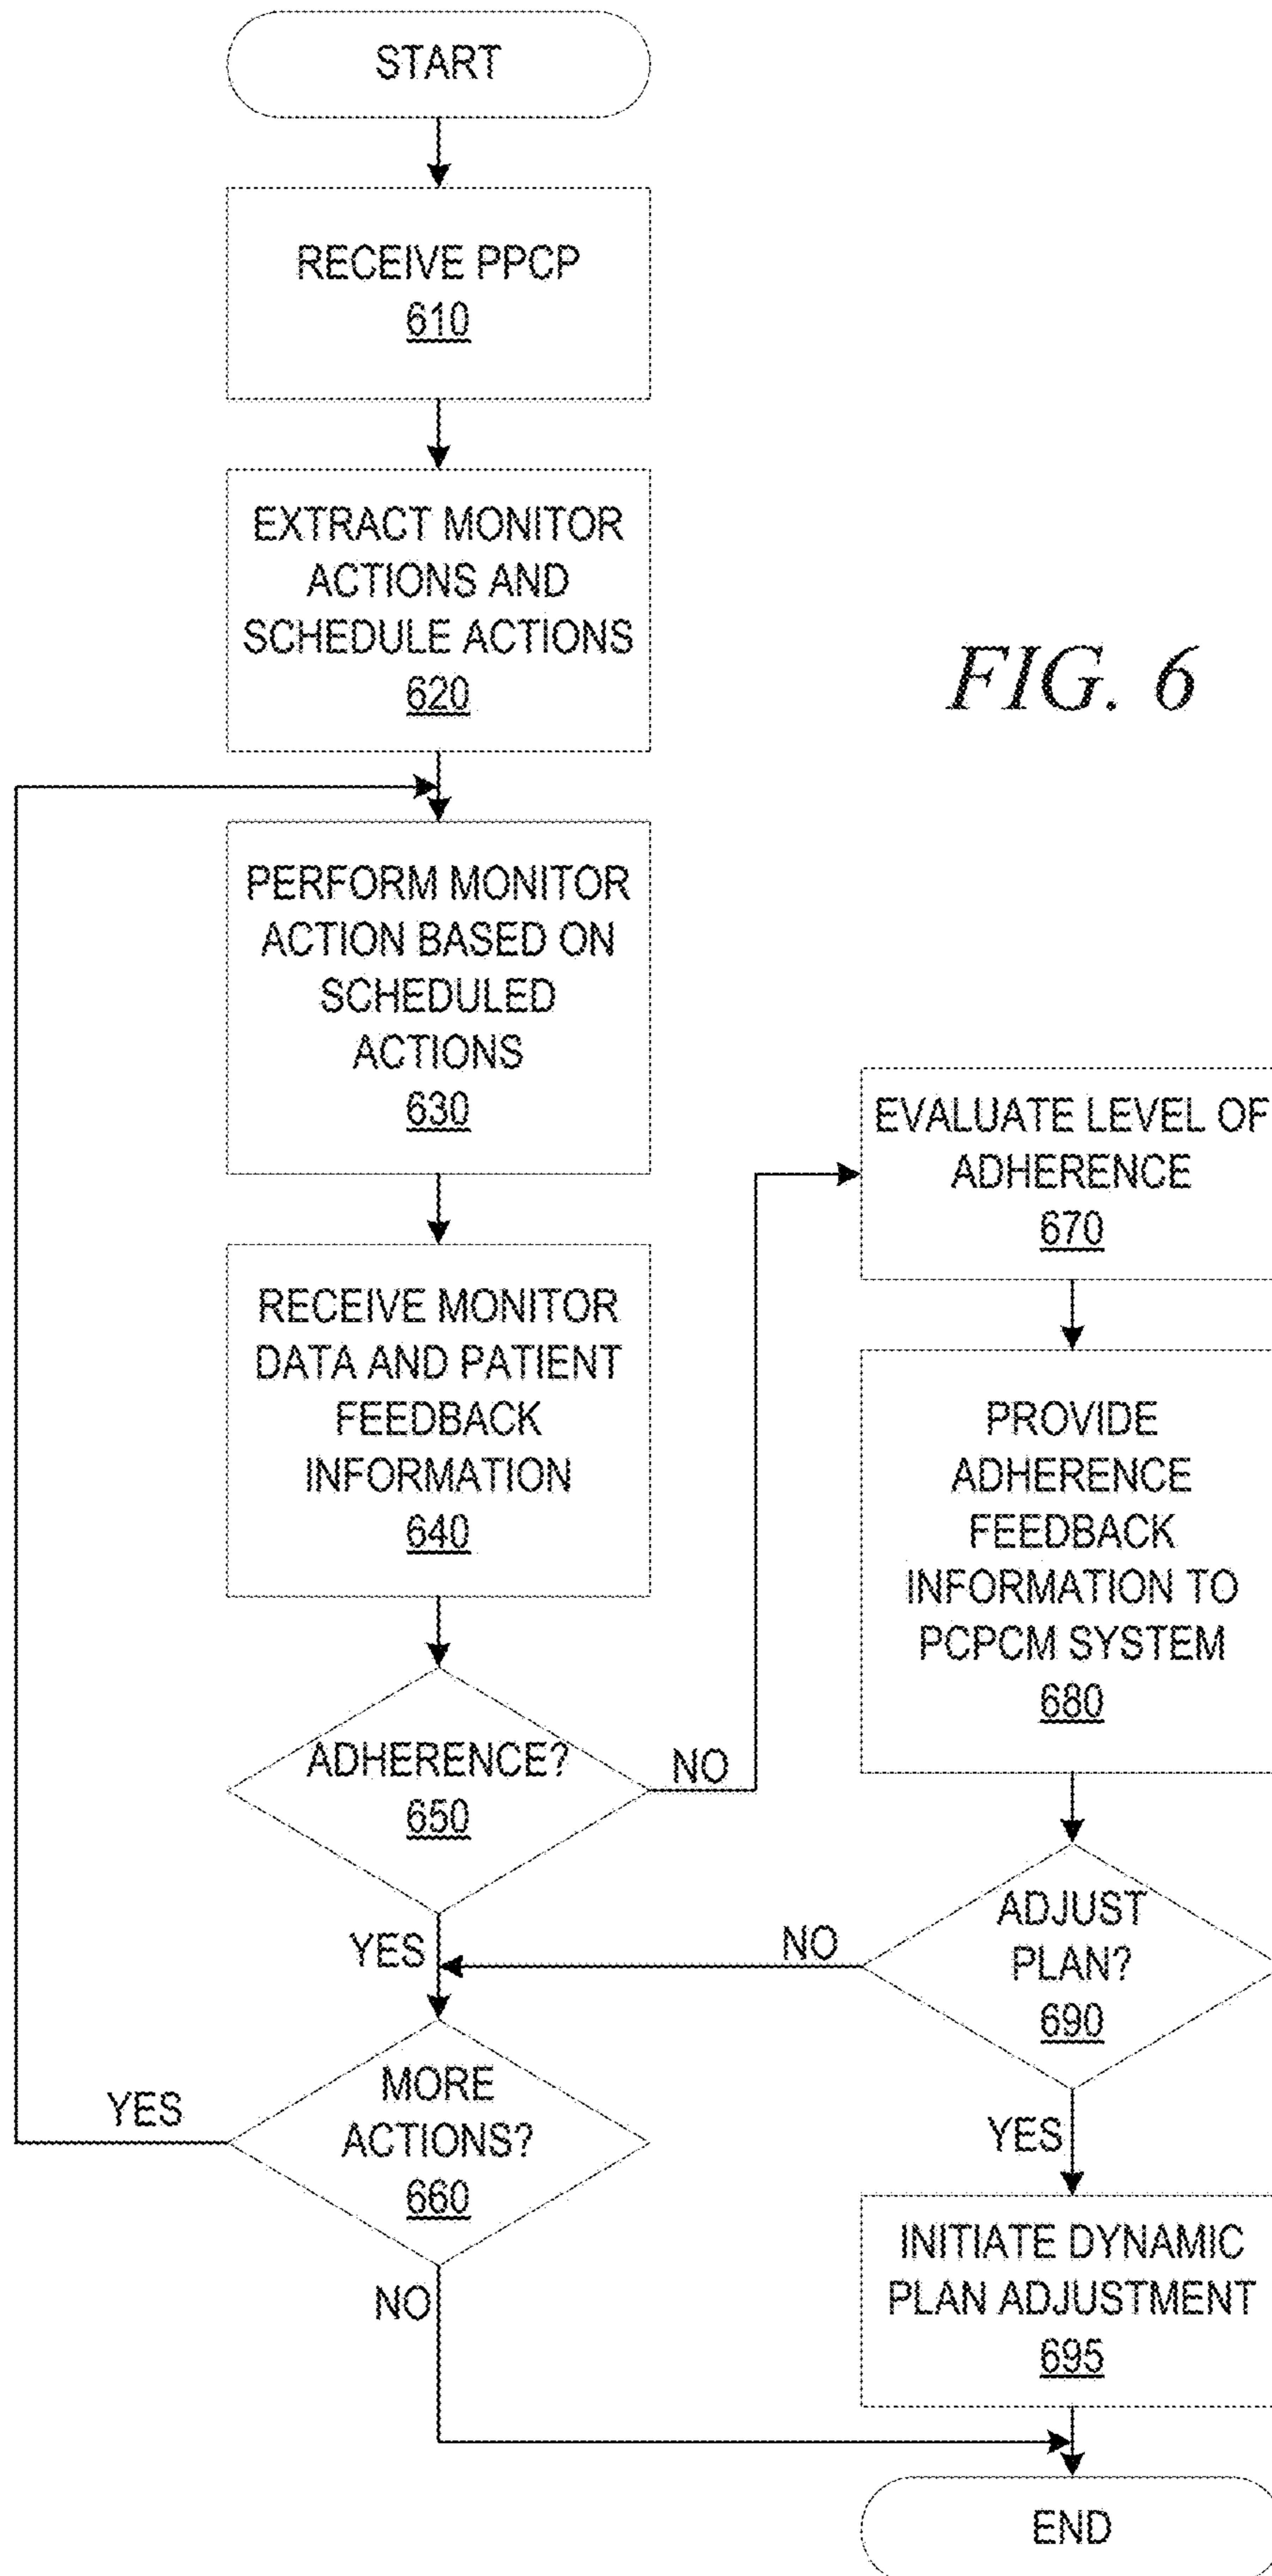 START
RECEIVE PPCP
610
EXTRACT MONITOR
ACTIONS AND
SCHEDULE ACTIONS
620
FIG. 6
PERFORM MONITOR
ACTION BASED ON
SCHEDULED
ACTIONS
630
RECEIVE MONITOR
DATA AND PATIENT
FEEDBACK
INFORMATION
640
ADHERENCE?
650
NO
YES
MORE
ACTIONS?
660
YES
NO
EVALUATE LEVEL OF
ADHERENCE
670
PROVIDE
ADHERENCE
FEEDBACK
INFORMATION TO
PCPCM SYSTEM
680
ADJUST
PLAN?
690
NO
YES
INITIATE DYNAMIC
PLAN ADJUSTMENT
695
END